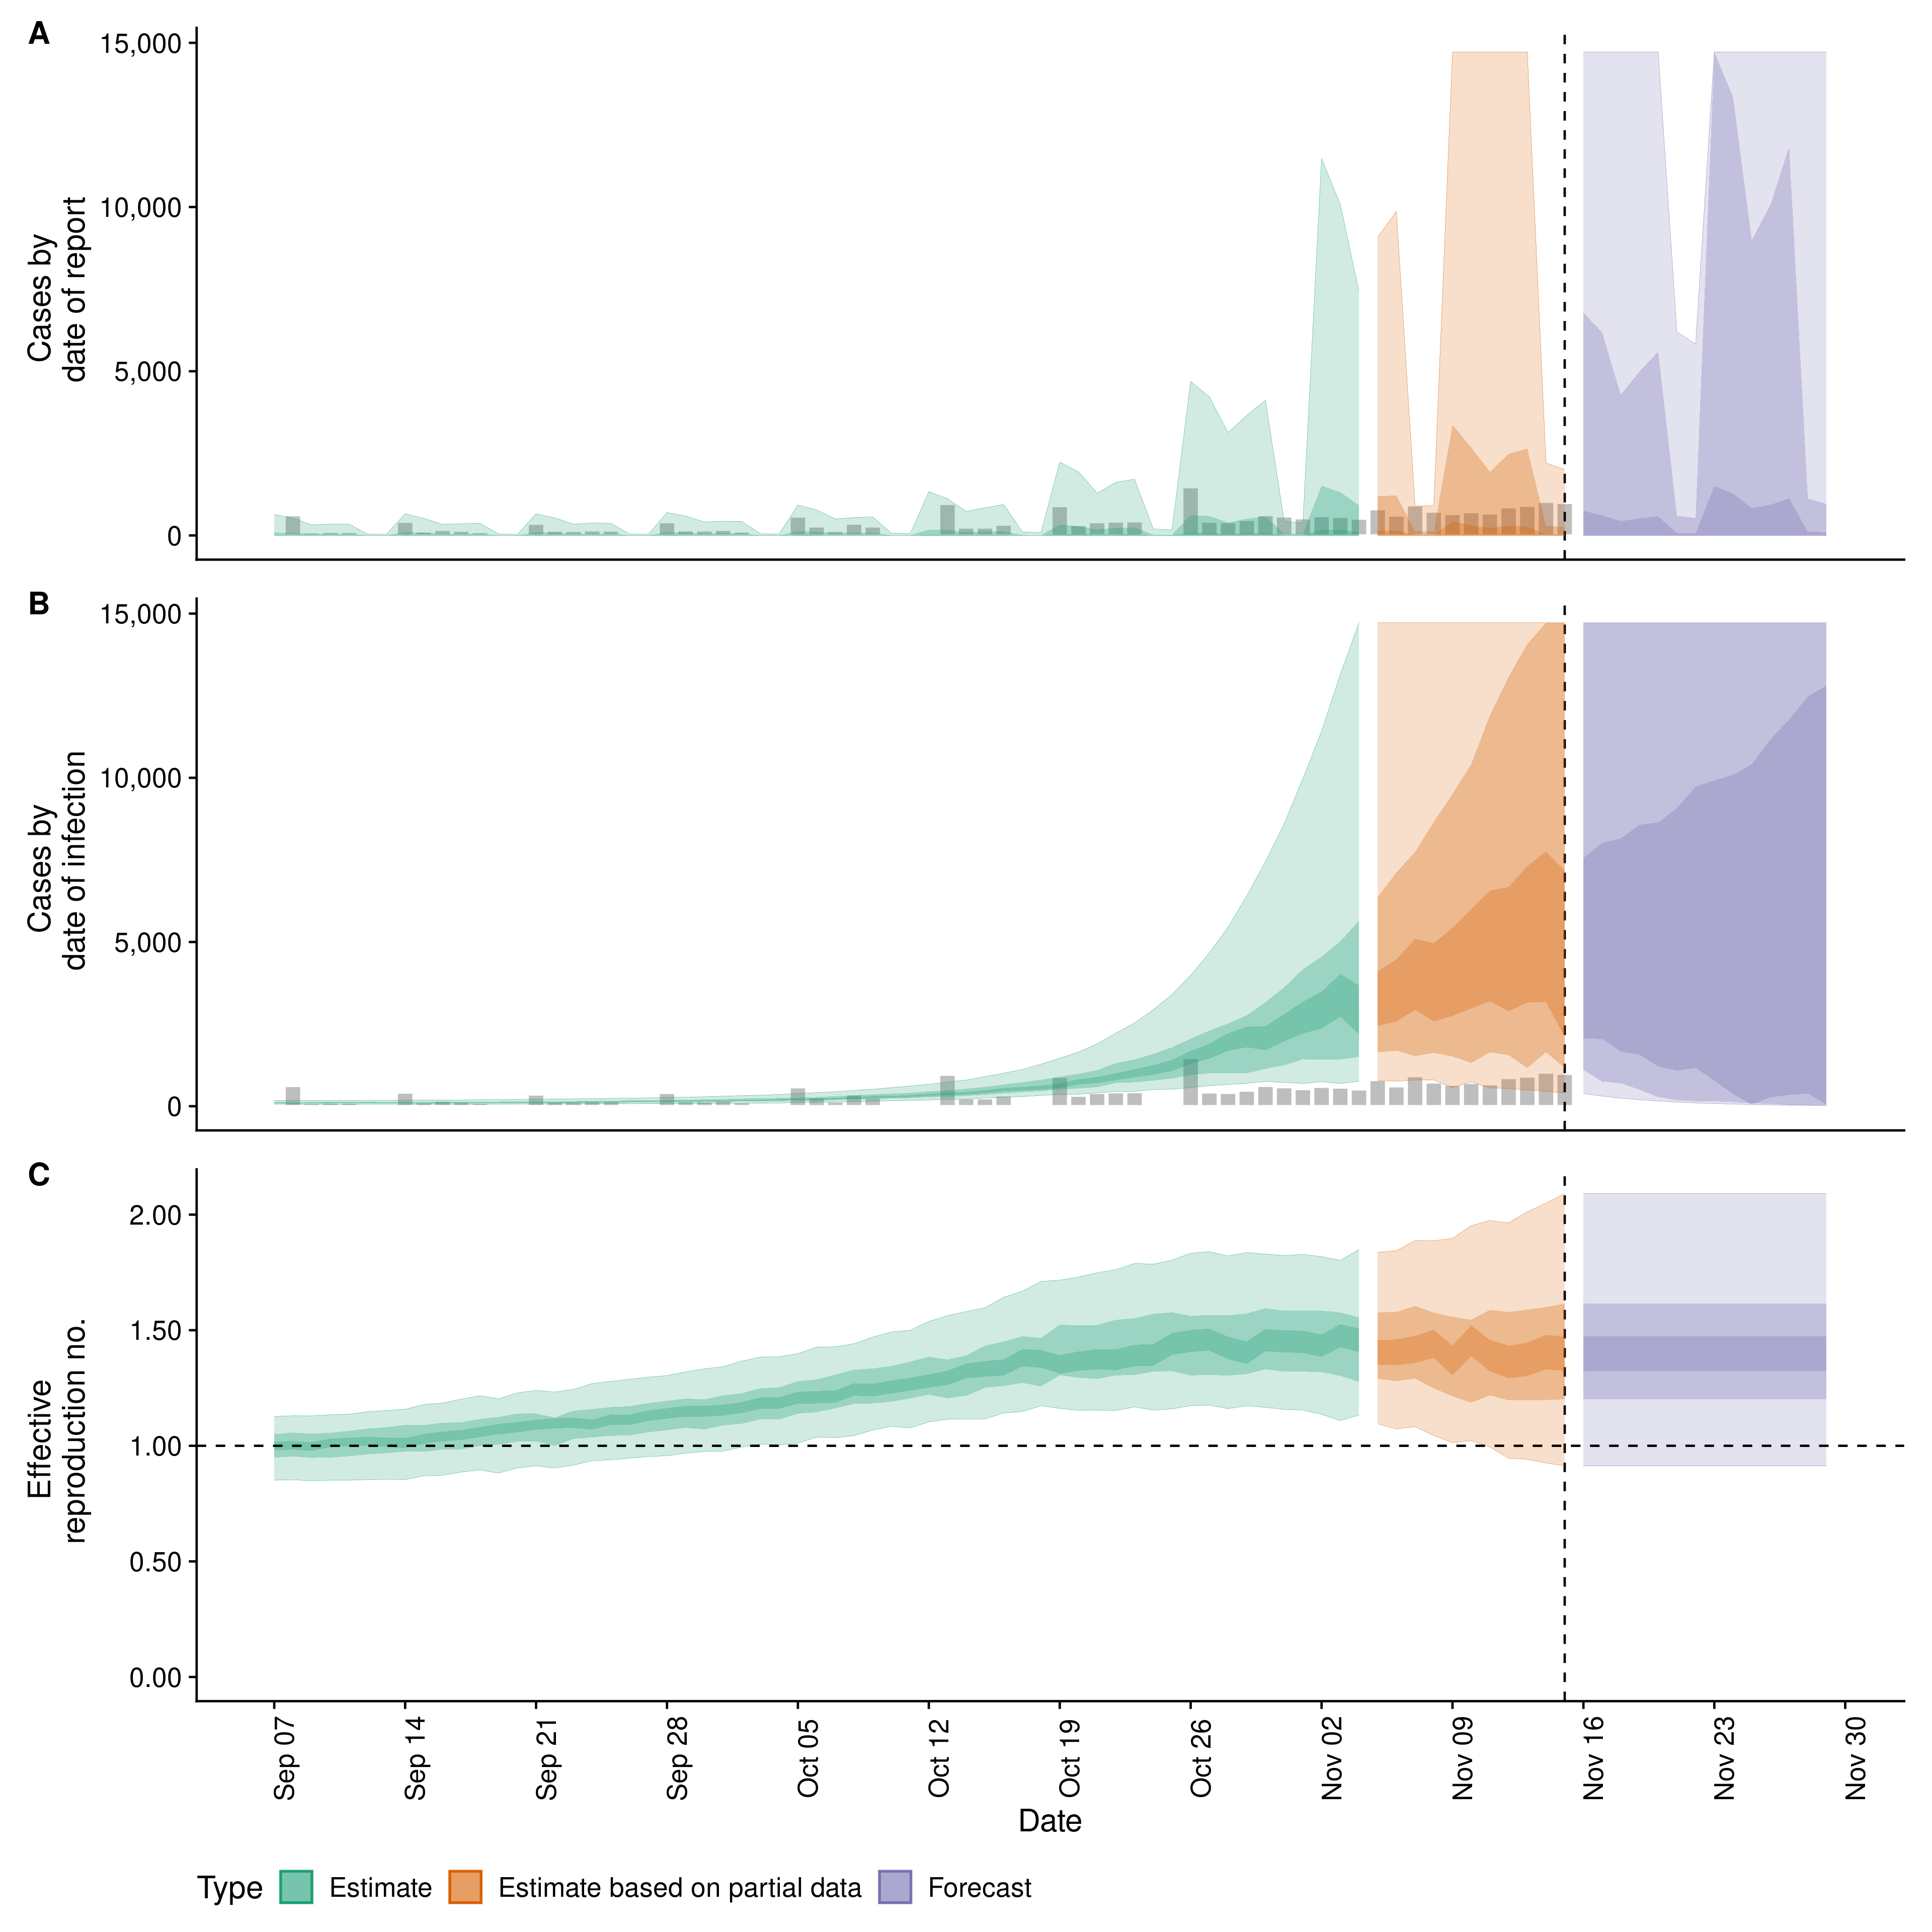 A
15,000
10,000
5,000
0
Cases by
date of report
B
15,000
10,000
5,000
0
Cases by
date of infection
C
2.00
1.50
1.00
0.50
0.00
Effective
reproduction no.
Sep 07
Sep 14
Sep 21
Sep 28
Oct 05
Oct 12
Oct 19
Oct 26
Nov 02
Nov 09
Nov 16
Nov 23
Nov 30
Date
Type Estimate Estimate based on partial data Forecast